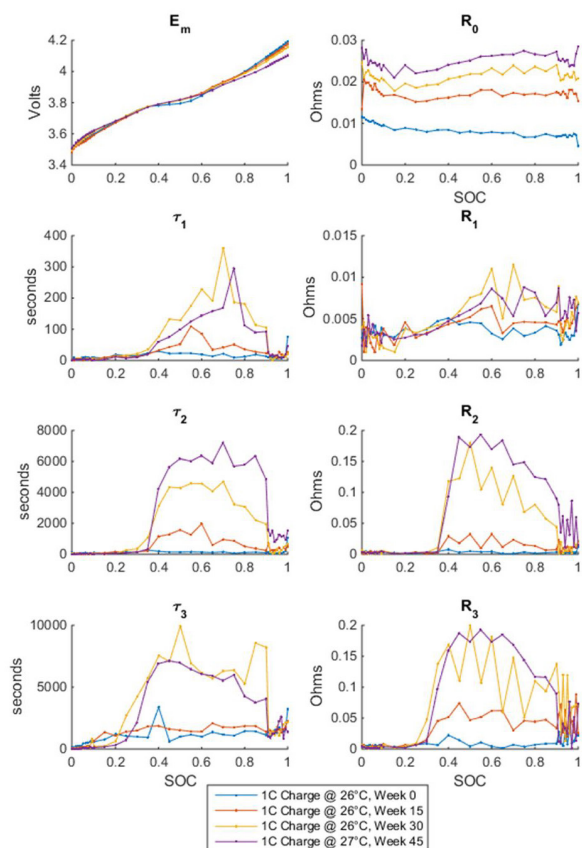 E_m
R_0
Volts
4.2
4
3.8
3.6
3.4
0 0.2 0.4 0.6 0.8 1
Ohms
0.03
0.02
0.01
0
0 0.2 0.4 0.6 0.8 1
SOC
τ_1
R_1
seconds
400
300
200
100
0
0 0.2 0.4 0.6 0.8 1
Ohms
0.015
0.01
0.005
0
0 0.2 0.4 0.6 0.8 1
τ_2
R_2
seconds
8000
6000
4000
2000
0
0 0.2 0.4 0.6 0.8 1
Ohms
0.2
0.15
0.1
0.05
0
0 0.2 0.4 0.6 0.8 1
τ_3
R_3
seconds
10000
5000
0
0 0.2 0.4 0.6 0.8 1
SOC
Ohms
0.2
0.15
0.1
0.05
0
0 0.2 0.4 0.6 0.8 1
SOC
1C Charge @ 26°C, Week 0
1C Charge @ 26°C, Week 15
1C Charge @ 26°C, Week 30
1C Charge @ 27°C, Week 45